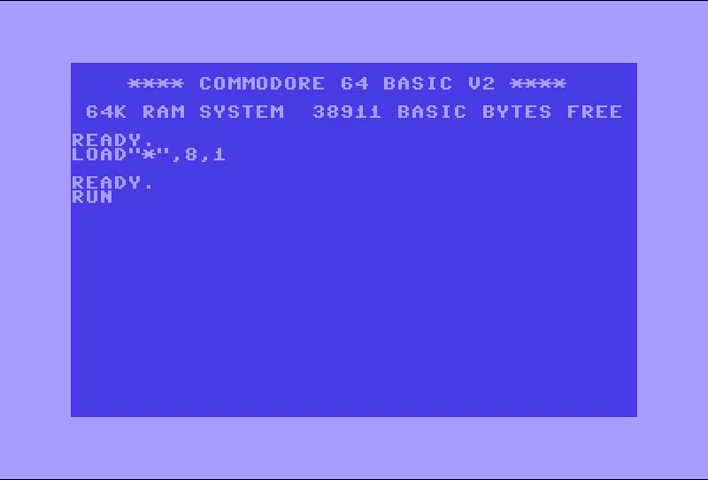 **** COMMODORE 64 BASIC V2 ****
64K RAM SYSTEM  38911 BASIC BYTES FREE
READY.
LOAD"*",8,1
READY.
RUN